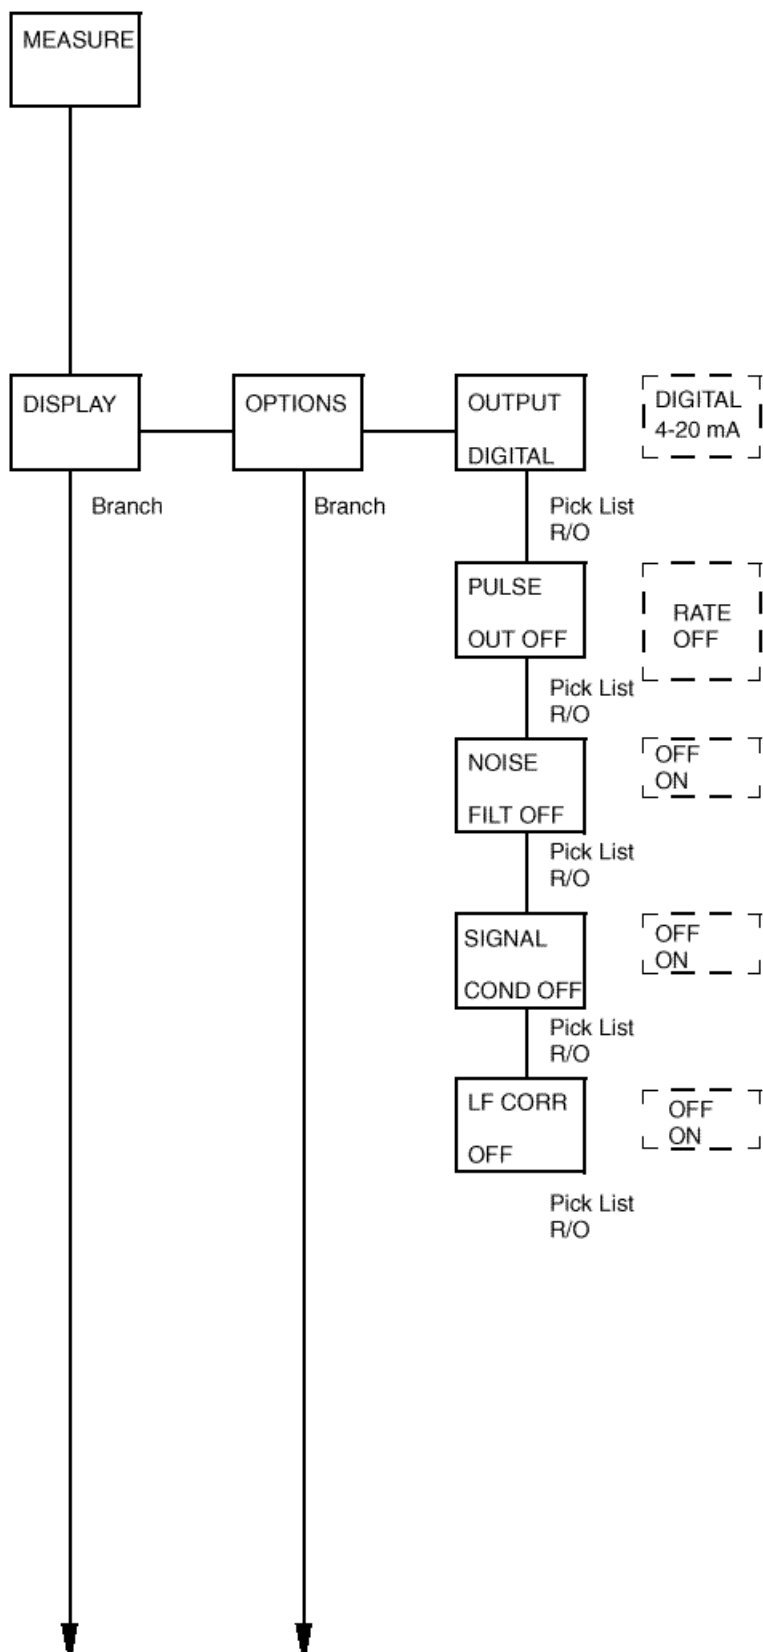 MEASURE
DISPLAY
OPTIONS
OUTPUT
DIGITAL
DIGITAL
4-20 mA
Branch
Branch
Pick List
R/O
PULSE
OUT OFF
RATE
OFF
Pick List
R/O
NOISE
FILT OFF
OFF
ON
Pick List
R/O
SIGNAL
COND OFF
OFF
ON
Pick List
R/O
LF CORR
OFF
OFF
ON
Pick List
R/O